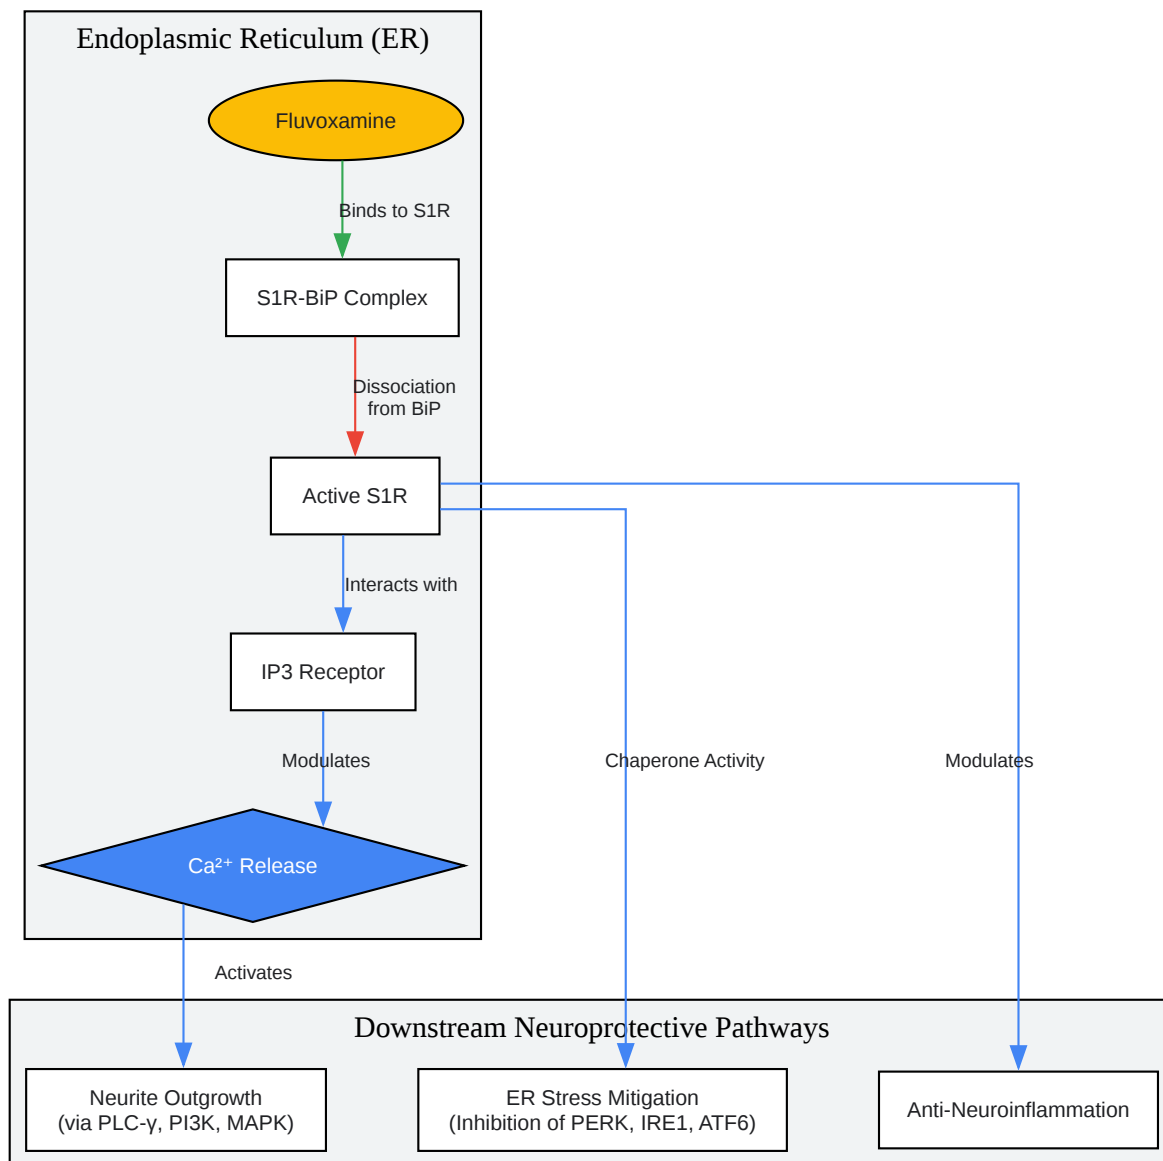 Endoplasmic Reticulum (ER)
Fluvoxamine
Binds to S1R
S1R-BiP Complex
Dissociation
from BiP
Active S1R
Interacts with
IP3 Receptor
Modulates
Chaperone Activity
Modulates
Ca²⁺ Release
Activates
Downstream Neuroprotective Pathways
Neurite Outgrowth
(via PLC-γ, PI3K, MAPK)
ER Stress Mitigation
(Inhibition of PERK, IRE1, ATF6)
Anti-Neuroinflammation